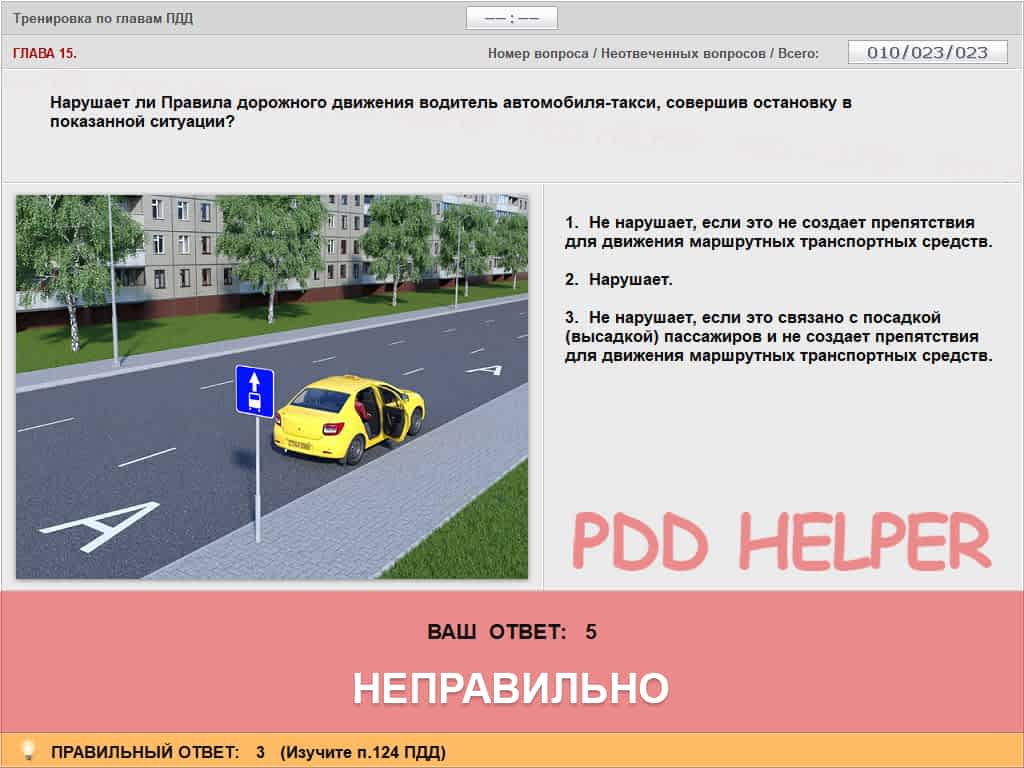 Тренировка по главам ПДД
—— : ——
ГЛАВА 15.
Номер вопроса / Неотвеченных вопросов / Всего:
010/023/023
Нарушает ли Правила дорожного движения водитель автомобиля-такси, совершив остановку в
показанной ситуации?
1. Не нарушает, если это не создает препятствия
для движения маршрутных транспортных средств.
2. Нарушает.
3. Не нарушает, если это связано с посадкой
(высадкой) пассажиров и не создает препятствия
для движения маршрутных транспортных средств.
А
А
PDD HELPER
ВАШ ОТВЕТ: 5
НЕПРАВИЛЬНО
ПРАВИЛЬНЫЙ ОТВЕТ: 3 (Изучите п.124 ПДД)